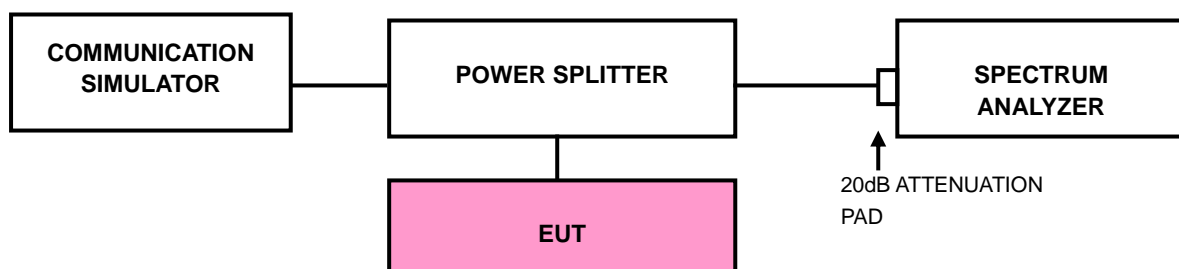 COMMUNICATION
SIMULATOR
POWER SPLITTER
SPECTRUM
ANALYZER
20dB ATTENUATION
PAD
EUT